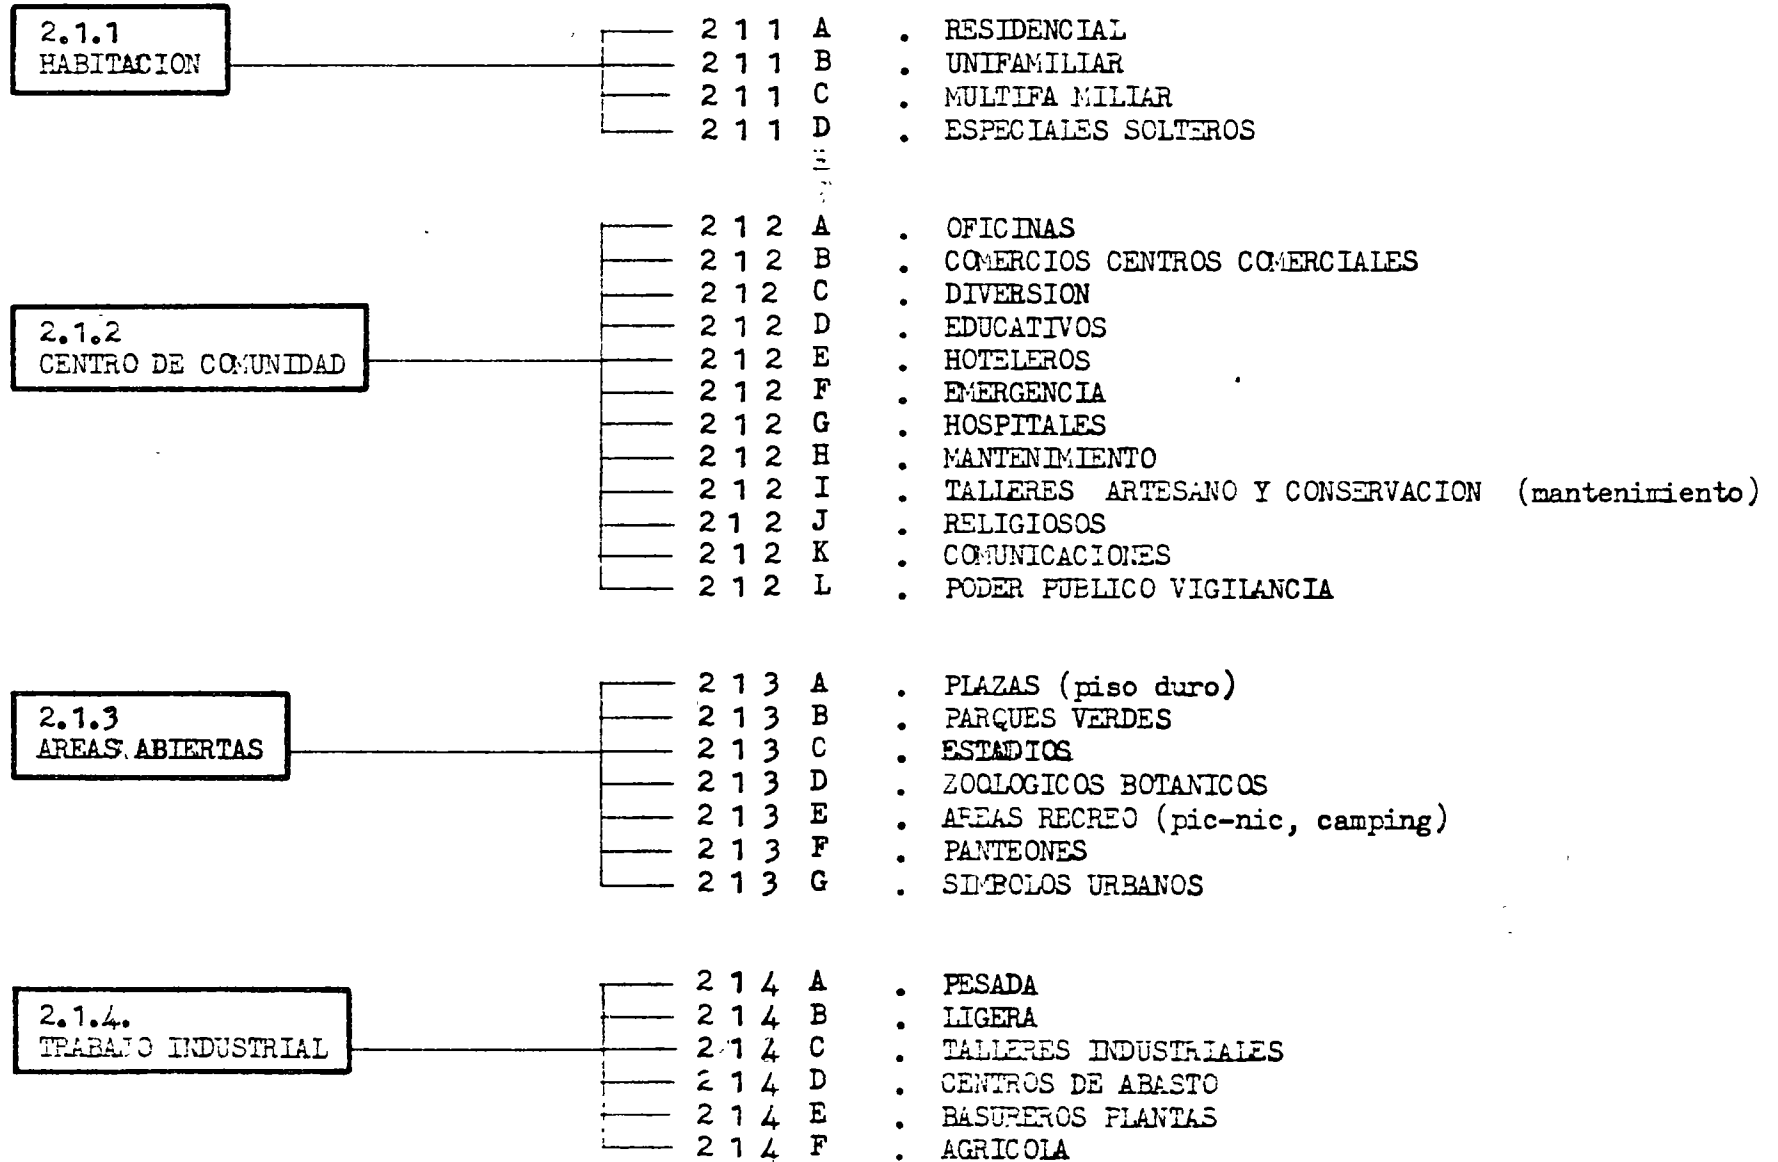 2.1.1
HABITACION
2 1 1 A . RESIDENCIAL
2 1 1 B . UNIFAMILIAR
2 1 1 C . MULTIFA MILIAR
2 1 1 D . ESPECIALES SOLTEROS
2.1.2
CENTRO DE COMUNIDAD
2 1 2 A . OFICINAS
2 1 2 B . COMERCIOS CENTROS COMERCIALES
2 1 2 C . DIVERSION
2 1 2 D . EDUCATIVOS
2 1 2 E . HOTELEROS
2 1 2 F . EMERGENCIA
2 1 2 G . HOSPITALES
2 1 2 H . MANTENIMIENTO
2 1 2 I . TALLERES ARTESANO Y CONSERVACION (mantenimiento)
2 1 2 J . RELIGIOSOS
2 1 2 K . COMUNICACIONES
2 1 2 L . PODER PUBLICO VIGILANCIA
2.1.3
AREAS ABIERTAS
2 1 3 A . PLAZAS (piso duro)
2 1 3 B . PARQUES VERDES
2 1 3 C . ESTADIOS
2 1 3 D . ZOOLOGICOS BOTANICOS
2 1 3 E . AREAS RECREO (pic-nic, camping)
2 1 3 F . PANTEONES
2 1 3 G . SIMBOLOS URBANOS
2.1.4.
TRABAJO INDUSTRIAL
2 1 4 A . PESADA
2 1 4 B . LIGERA
2 1 4 C . TALLERES INDUSTRIALES
2 1 4 D . CENTROS DE ABASTO
2 1 4 E . BASUREROS PLANTAS
2 1 4 F . AGRICOLA